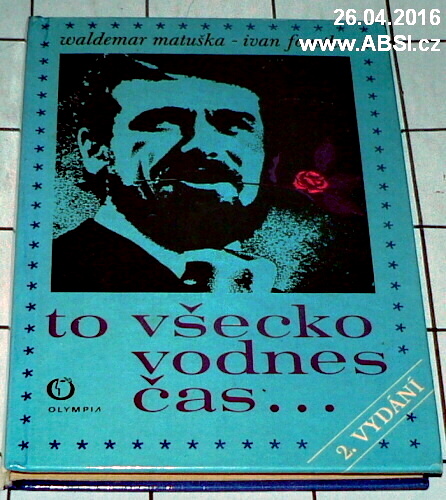 26.04.2016
www.ABSI.cz
waldemar matuška - ivan
to všecko
vodnes
čas...
OLYMPIA
2. VYDÁNÍ